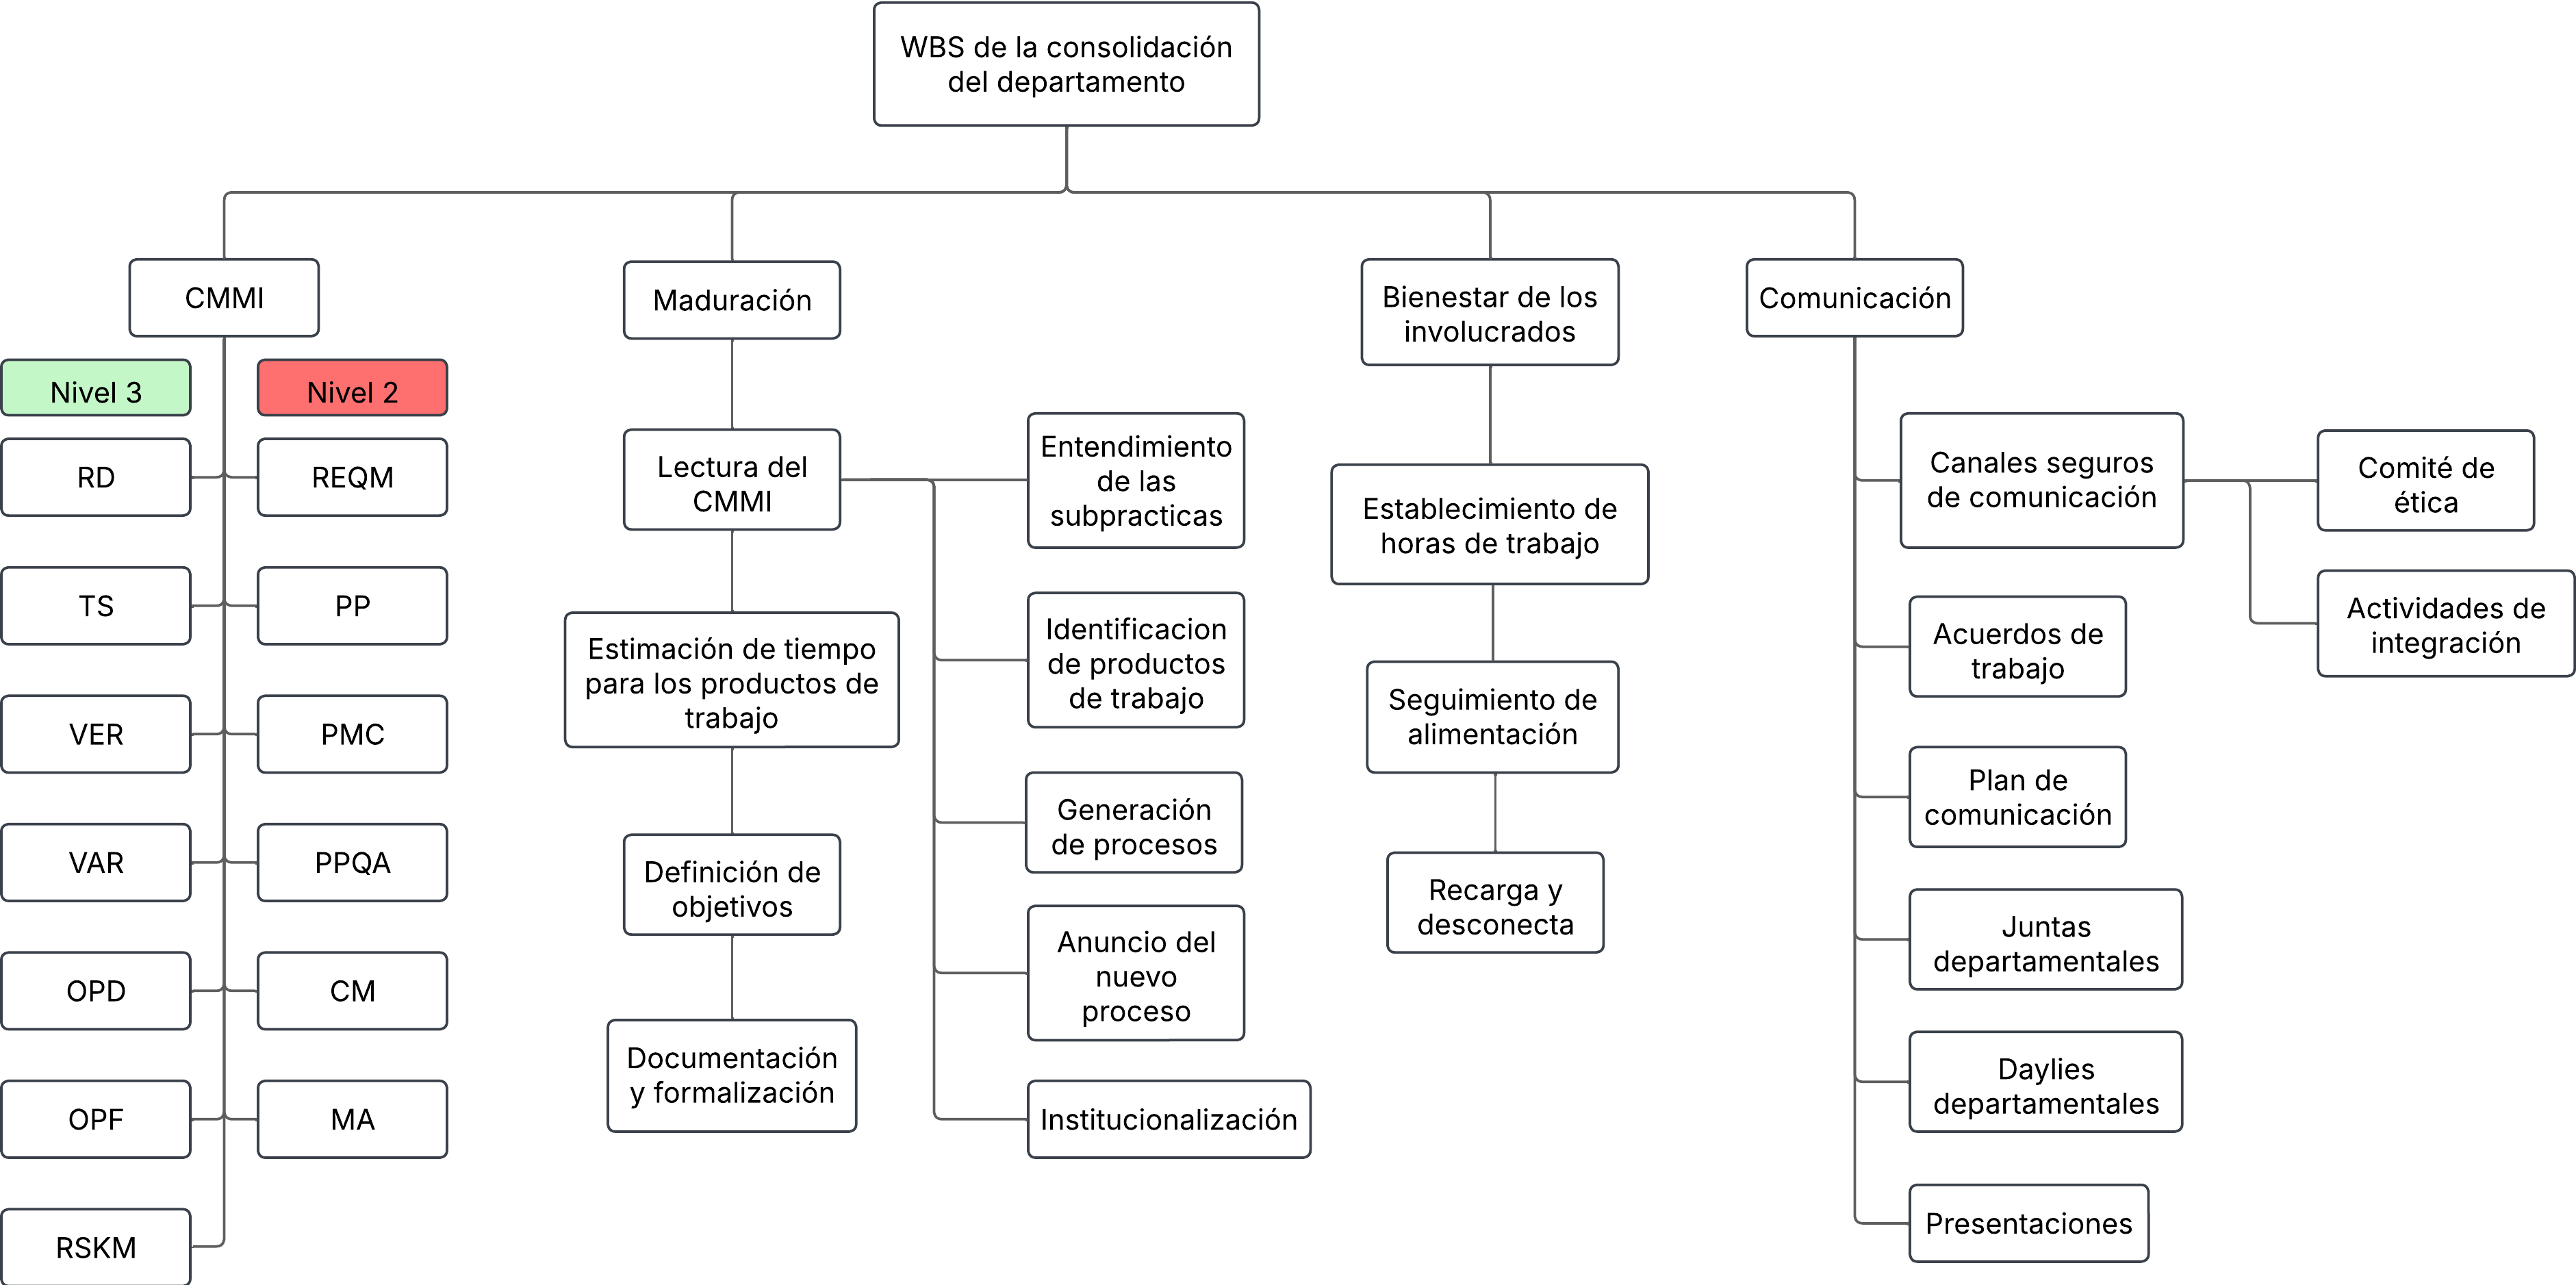 WBS de la consolidación
del departamento
CMMI
Nivel 3
Nivel 2
RD
REQM
TS
PP
VER
PMC
VAR
PPQA
OPD
CM
OPF
MA
RSKM
Maduración
Lectura del
CMMI
Estimación de tiempo
para los productos de
trabajo
Definición de
objetivos
Documentación
y formalización
Entendimiento
de las
subpracticas
Identificacion
de productos
de trabajo
Generación
de procesos
Anuncio del
nuevo
proceso
Institucionalización
Bienestar de los
involucrados
Establecimiento de
horas de trabajo
Seguimiento de
alimentación
Recarga y
desconecta
Comunicación
Canales seguros
de comunicación
Comité de
ética
Actividades de
integración
Acuerdos de
trabajo
Plan de
comunicación
Juntas
departamentales
Daylies
departamentales
Presentaciones